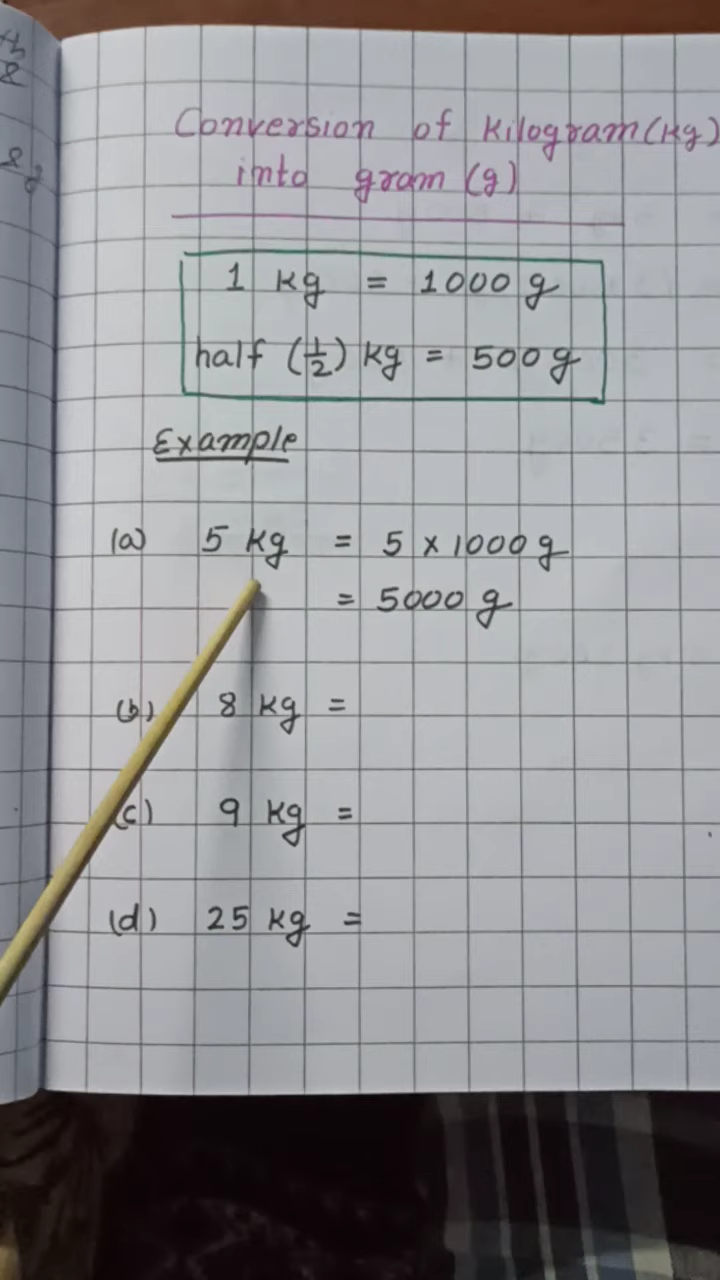 Conversion of Kilogram (Kg)
into gram (g)
1 Kg = 1000 g
half (1/2) Kg = 500 g
Example
(a) 5 Kg = 5 × 1000 g
= 5000 g
(b) 8 Kg =
(c) 9 Kg =
(d) 25 Kg =